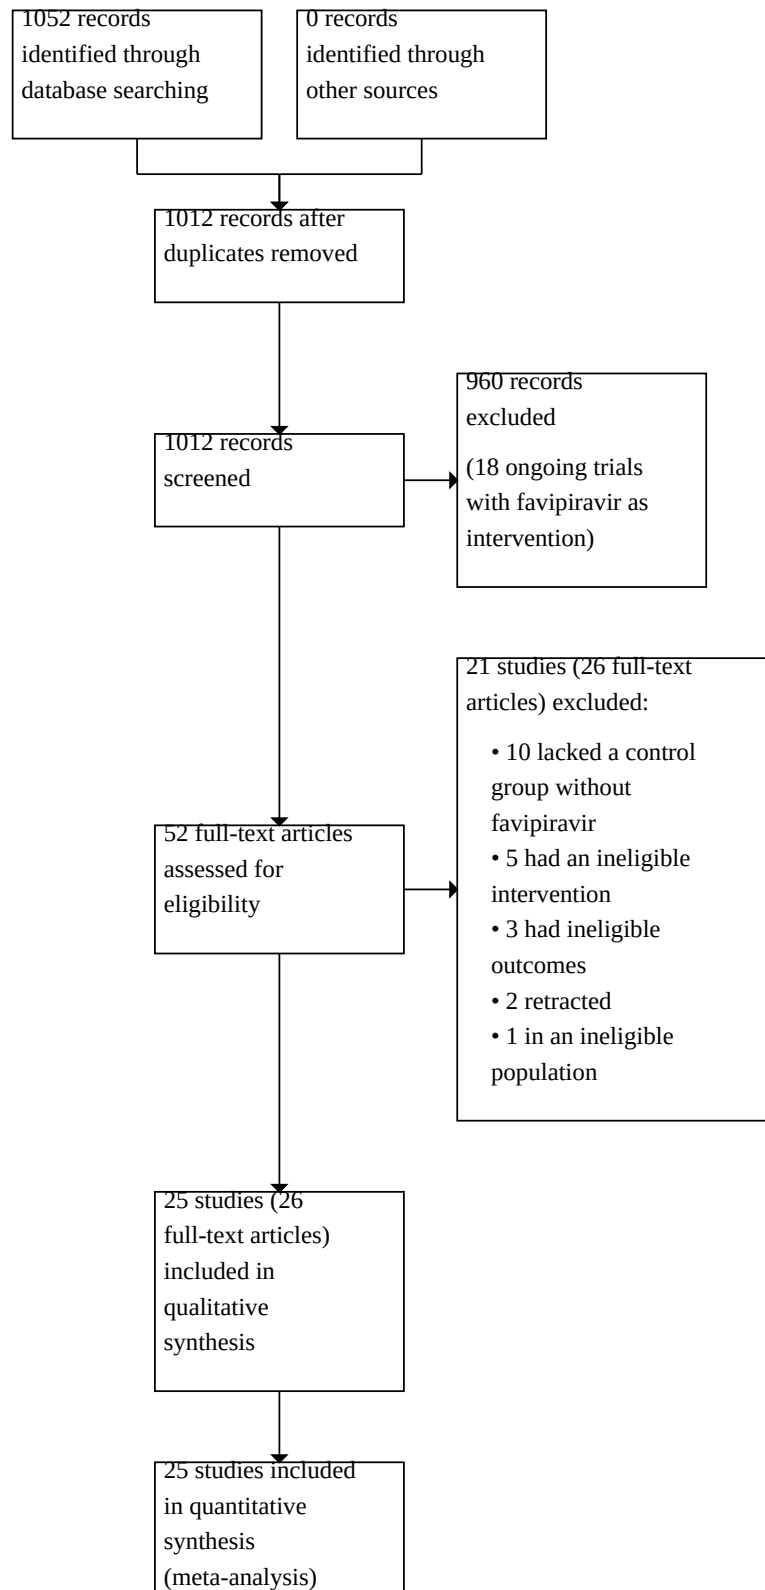 1052 records
identified through
database searching
0 records
identified through
other sources
1012 records after
duplicates removed
1012 records
screened
960 records
excluded
(18 ongoing trials
with favipiravir as
intervention)
52 full-text articles
assessed for
eligibility
21 studies (26 full-text
articles) excluded:
• 10 lacked a control
group without
favipiravir
• 5 had an ineligible
intervention
• 3 had ineligible
outcomes
• 2 retracted
• 1 in an ineligible
population
25 studies (26
full-text articles)
included in
qualitative
synthesis
25 studies included
in quantitative
synthesis
(meta-analysis)